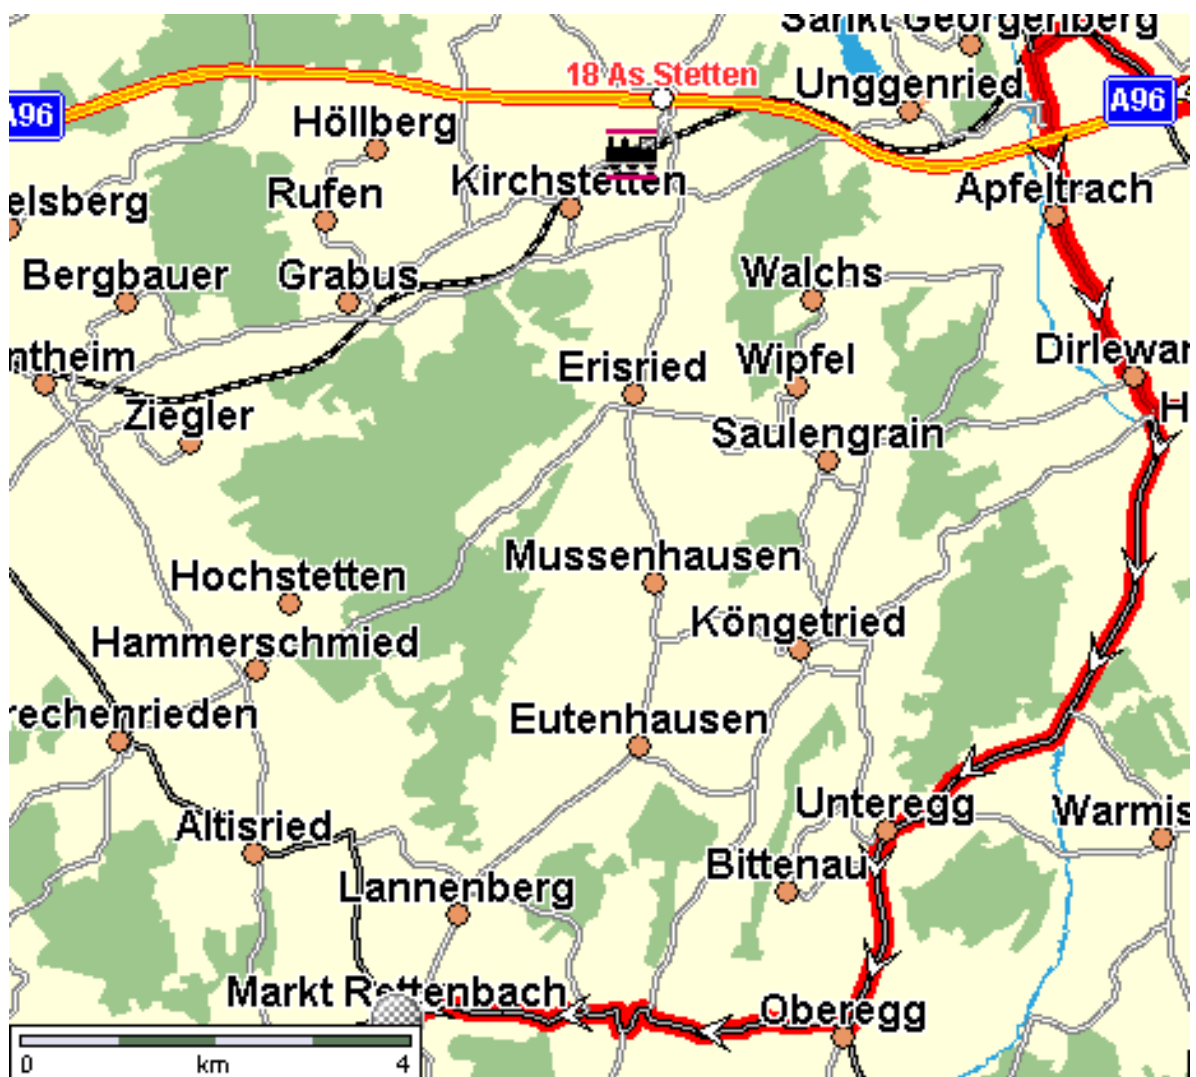 Sankt Georgenberg
18 As Stetten
Unggenried
A96
A96
Höllberg
Kirchstetten
Rufen
Apfeltrach
elsberg
Bergbauer
Grabus
Walchs
ntheim
Erisried
Wipfel
Dirlewar
Ziegler
H
Saulengrain
Mussenhausen
Hochstetten
Köngetried
Hammerschmied
rechenrieden
Eutenhausen
Unteregg
Warmis
Altisried
Bittenau
Lannenberg
Markt Rettenbach
Oberegg
0 km 4